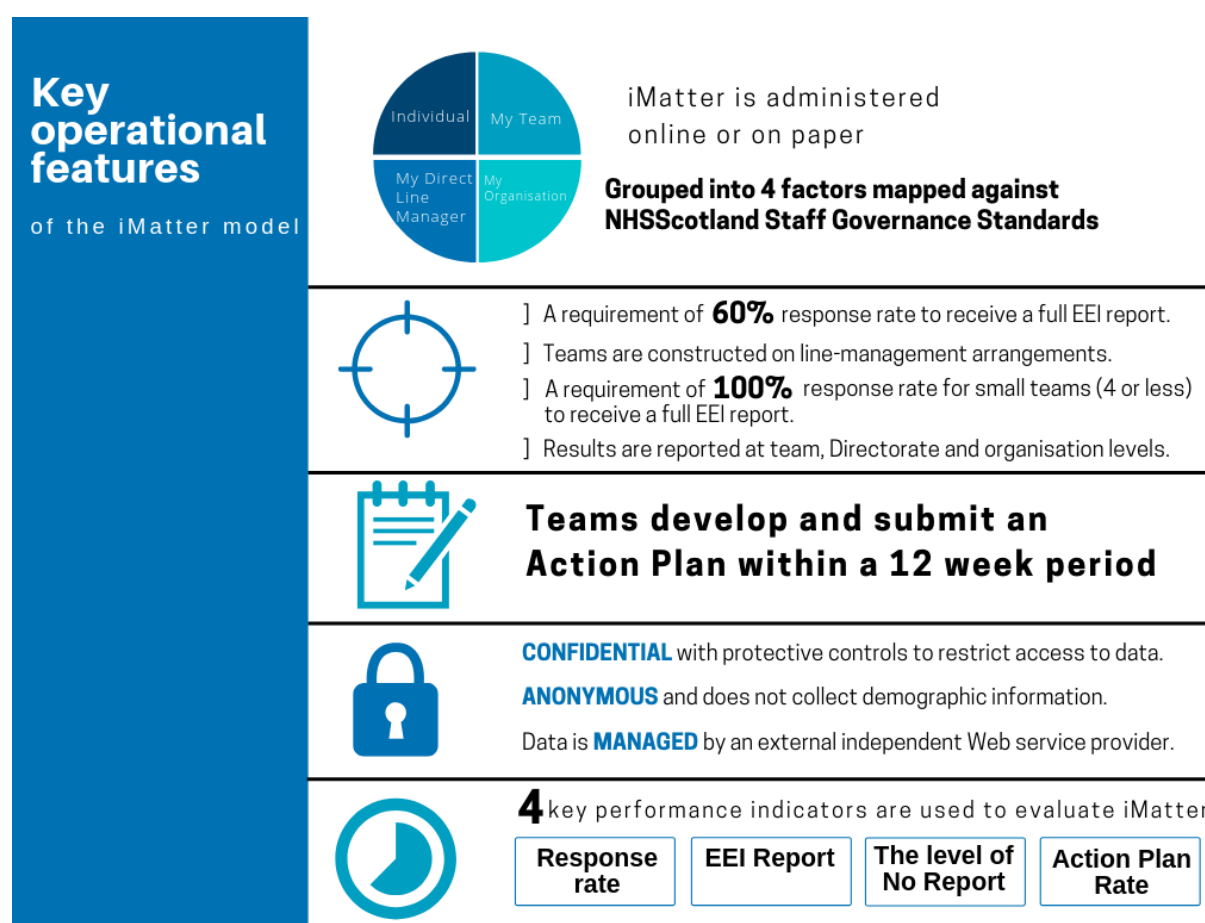 Key
operational
features
of the iMatter model
Individual
My Team
My Direct
Line
Manager
My
Organisation
iMatter is administered
online or on paper
Grouped into 4 factors mapped against
NHSScotland Staff Governance Standards
] A requirement of 60% response rate to receive a full EEI report.
] Teams are constructed on line-management arrangements.
] A requirement of 100% response rate for small teams (4 or less)
to receive a full EEI report.
] Results are reported at team, Directorate and organisation levels.
Teams develop and submit an
Action Plan within a 12 week period
CONFIDENTIAL with protective controls to restrict access to data.
ANONYMOUS and does not collect demographic information.
Data is MANAGED by an external independent Web service provider.
4 key performance indicators are used to evaluate iMatter
Response
rate
EEI Report
The level of
No Report
Action Plan
Rate